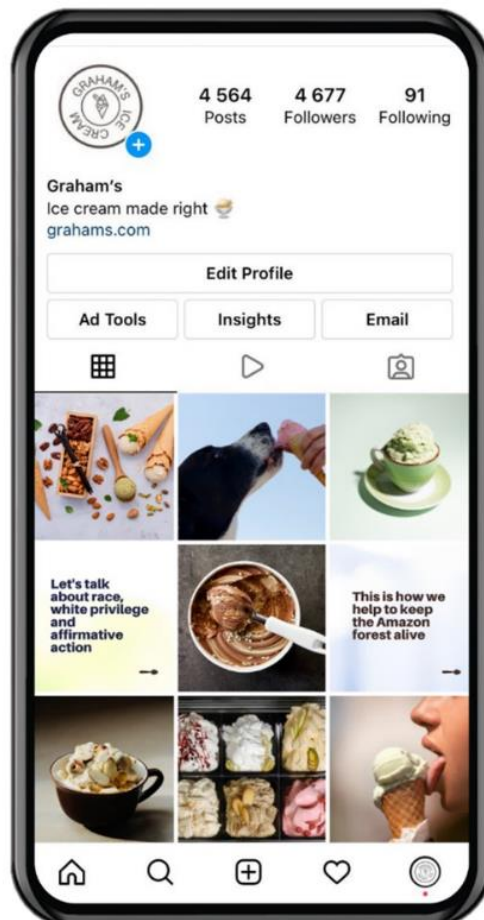 GRAHAM'S ICE CREAM
4 564 4 677 91
Posts Followers Following
Graham's
Ice cream made right
grahams.com
Edit Profile
Ad Tools Insights Email
Let's talk
about race,
white privilege
and
affirmative
action
This is how we
help to keep
the Amazon
forest alive